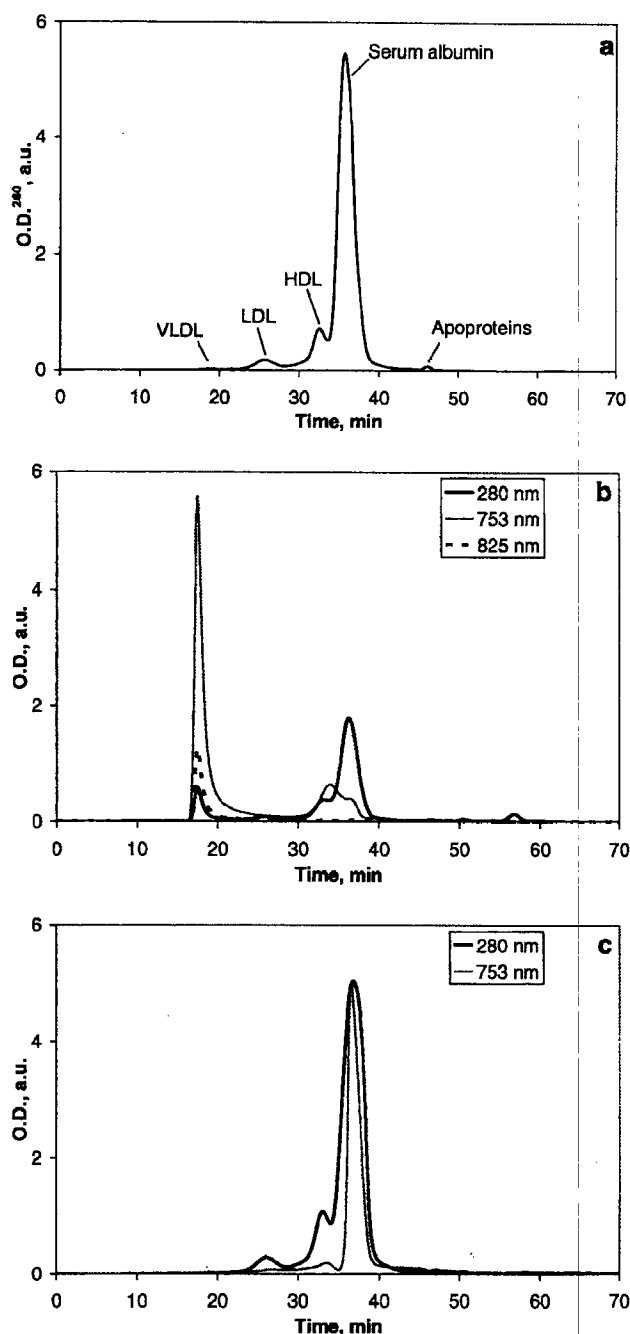 a
6
4
2
0
O.D.²⁸⁰, a.u.
Serum albumin
HDL
LDL
VLDL
Apoproteins
0 10 20 30 40 50 60 70
Time, min
b
6
4
2
0
O.D., a.u.
280 nm
753 nm
825 nm
0 10 20 30 40 50 60 70
Time, min
c
6
4
2
0
O.D., a.u.
280 nm
753 nm
0 10 20 30 40 50 60 70
Time, min